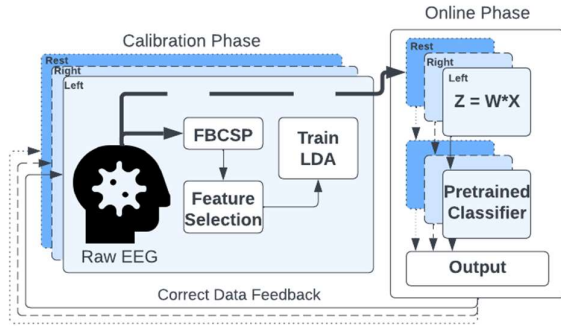 Online Phase
Calibration Phase
Rest
Right
Left
Rest
Right
Left
Z = W*X
FBCSP
Train
LDA
Feature
Selection
Pretrained
Classifier
Raw EEG
Output
Correct Data Feedback